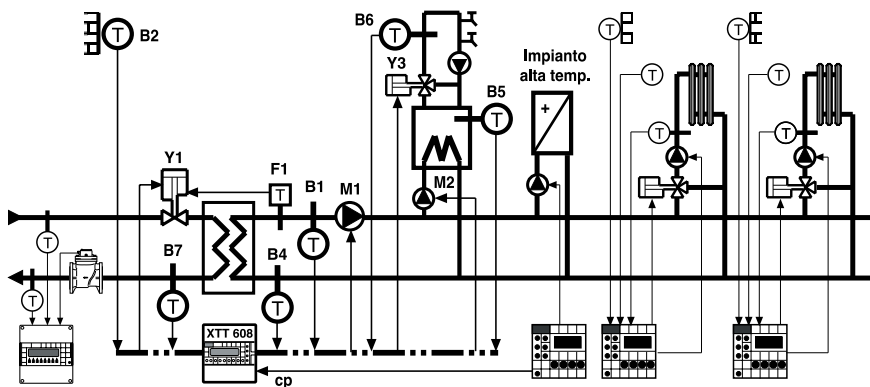 B2
T
B6
T
Y3
Impianto
alta temp.
B5
T
T
T
T
T
T
T
Y1
F1
T
B1
T
M1
M2
B7
T
B4
T
T
T
XTT 608
cp